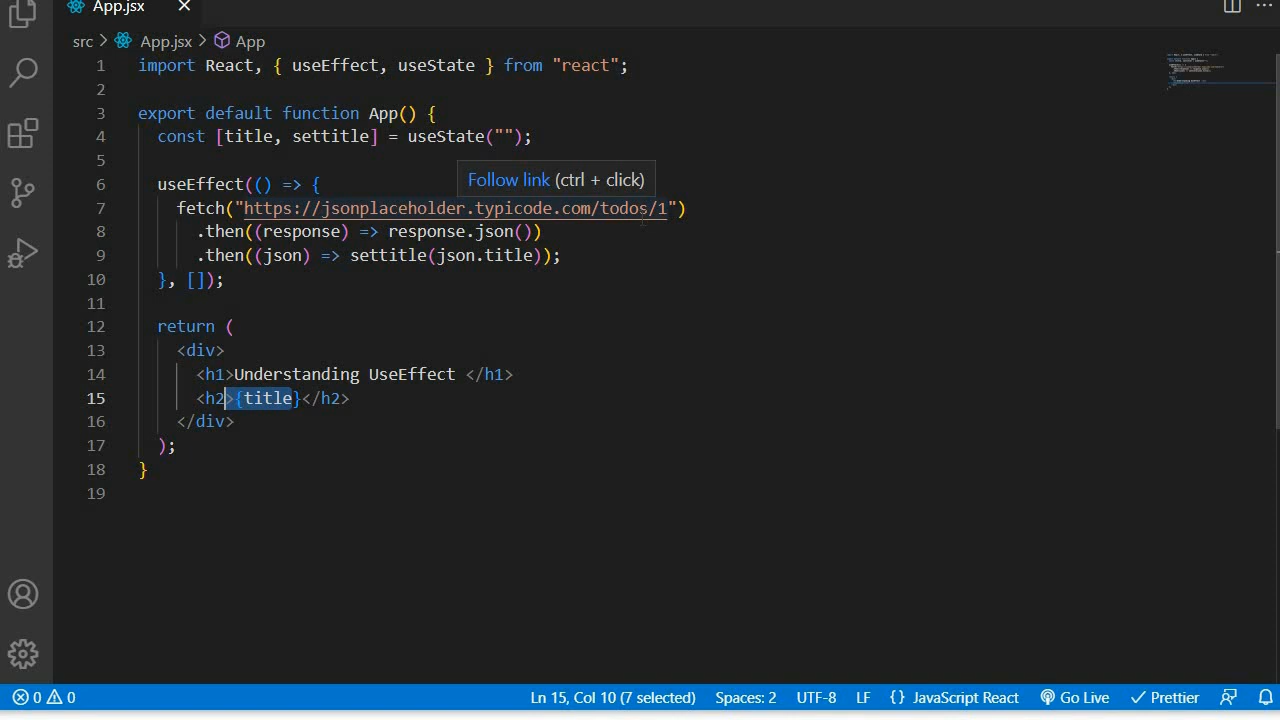 App.jsx
src > App.jsx > App
1 import React, { useEffect, useState } from "react";
2
3 export default function App() {
4 const [title, settitle] = useState("");
5
Follow link (ctrl + click)
6 useEffect(() => {
7 fetch("https://jsonplaceholder.typicode.com/todos/1")
8 .then((response) => response.json())
9 .then((json) => settitle(json.title));
10 }, []);
11
12 return (
13 <div>
14 <h1>Understanding UseEffect </h1>
15 <h2>{title}</h2>
16 </div>
17 );
18 }
19
0 0 Ln 15, Col 10 (7 selected) Spaces: 2 UTF-8 LF {} JavaScript React Go Live Prettier